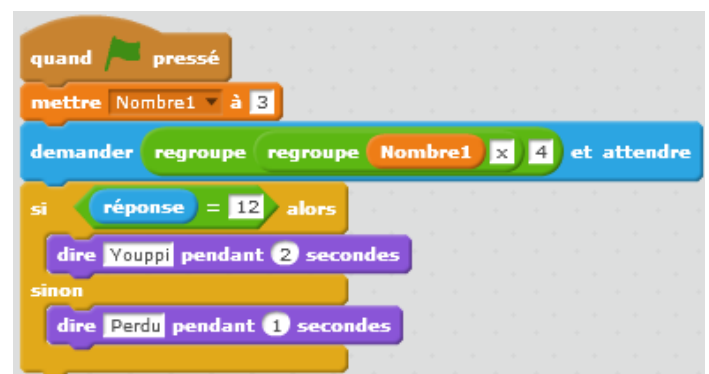 quand pressé
mettre Nombre1 à 3
demander regroupe regroupe Nombre1 x 4 et attendre
si réponse = 12 alors
dire Youppi pendant 2 secondes
sinon
dire Perdu pendant 1 secondes